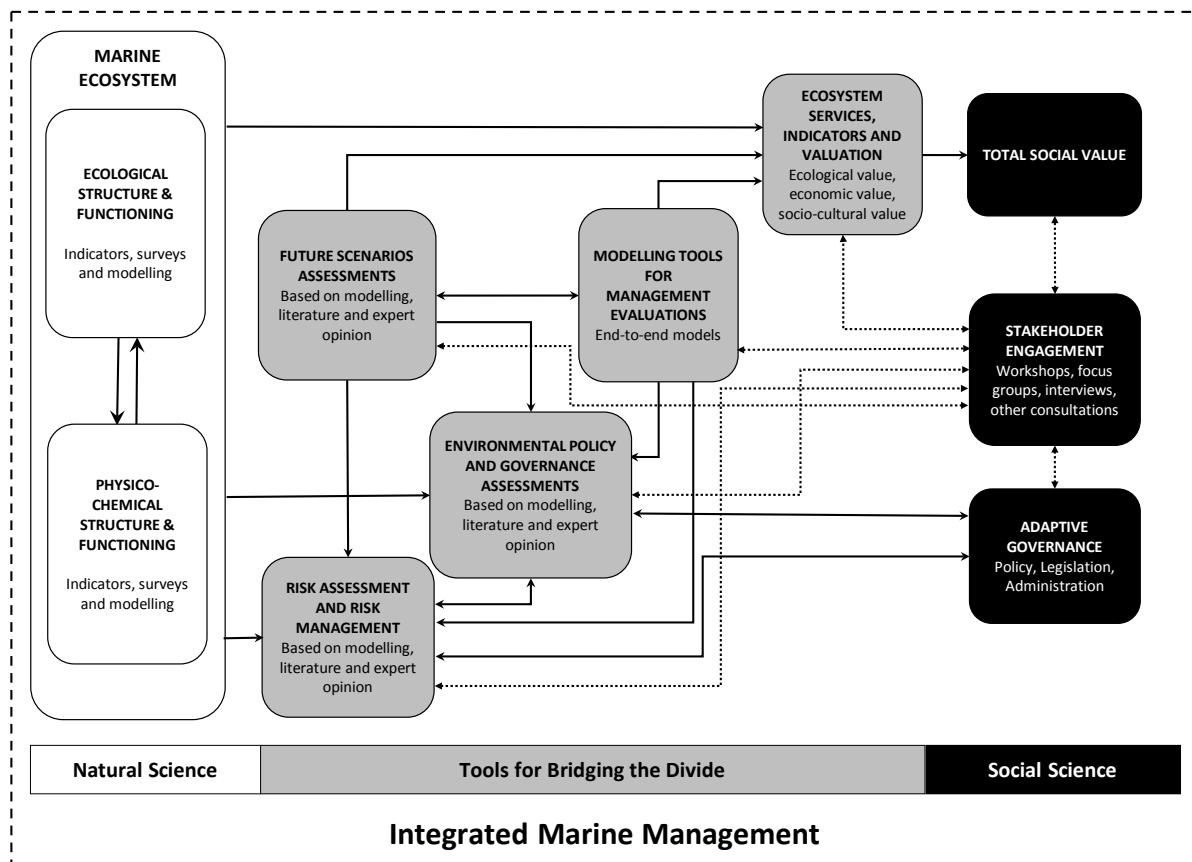 MARINE
ECOSYSTEM
ECOLOGICAL
STRUCTURE &
FUNCTIONING
Indicators, surveys
and modelling
PHYSICO-
CHEMICAL
STRUCTURE &
FUNCTIONING
Indicators, surveys
and modelling
FUTURE SCENARIOS
ASSESSMENTS
Based on modelling,
literature and expert
opinion
MODELLING TOOLS
FOR
MANAGEMENT
EVALUATIONS
End-to-end models
ECOSYSTEM
SERVICES,
INDICATORS AND
VALUATION
Ecological value,
economic value,
socio-cultural value
TOTAL SOCIAL VALUE
ENVIRONMENTAL POLICY
AND GOVERNANCE
ASSESSMENTS
Based on modelling,
literature and expert
opinion
RISK ASSESSMENT
AND RISK
MANAGEMENT
Based on modelling,
literature and expert
opinion
STAKEHOLDER
ENGAGEMENT
Workshops, focus
groups, interviews,
other consultations
ADAPTIVE
GOVERNANCE
Policy, Legislation,
Administration
Natural Science
Tools for Bridging the Divide
Social Science
Integrated Marine Management